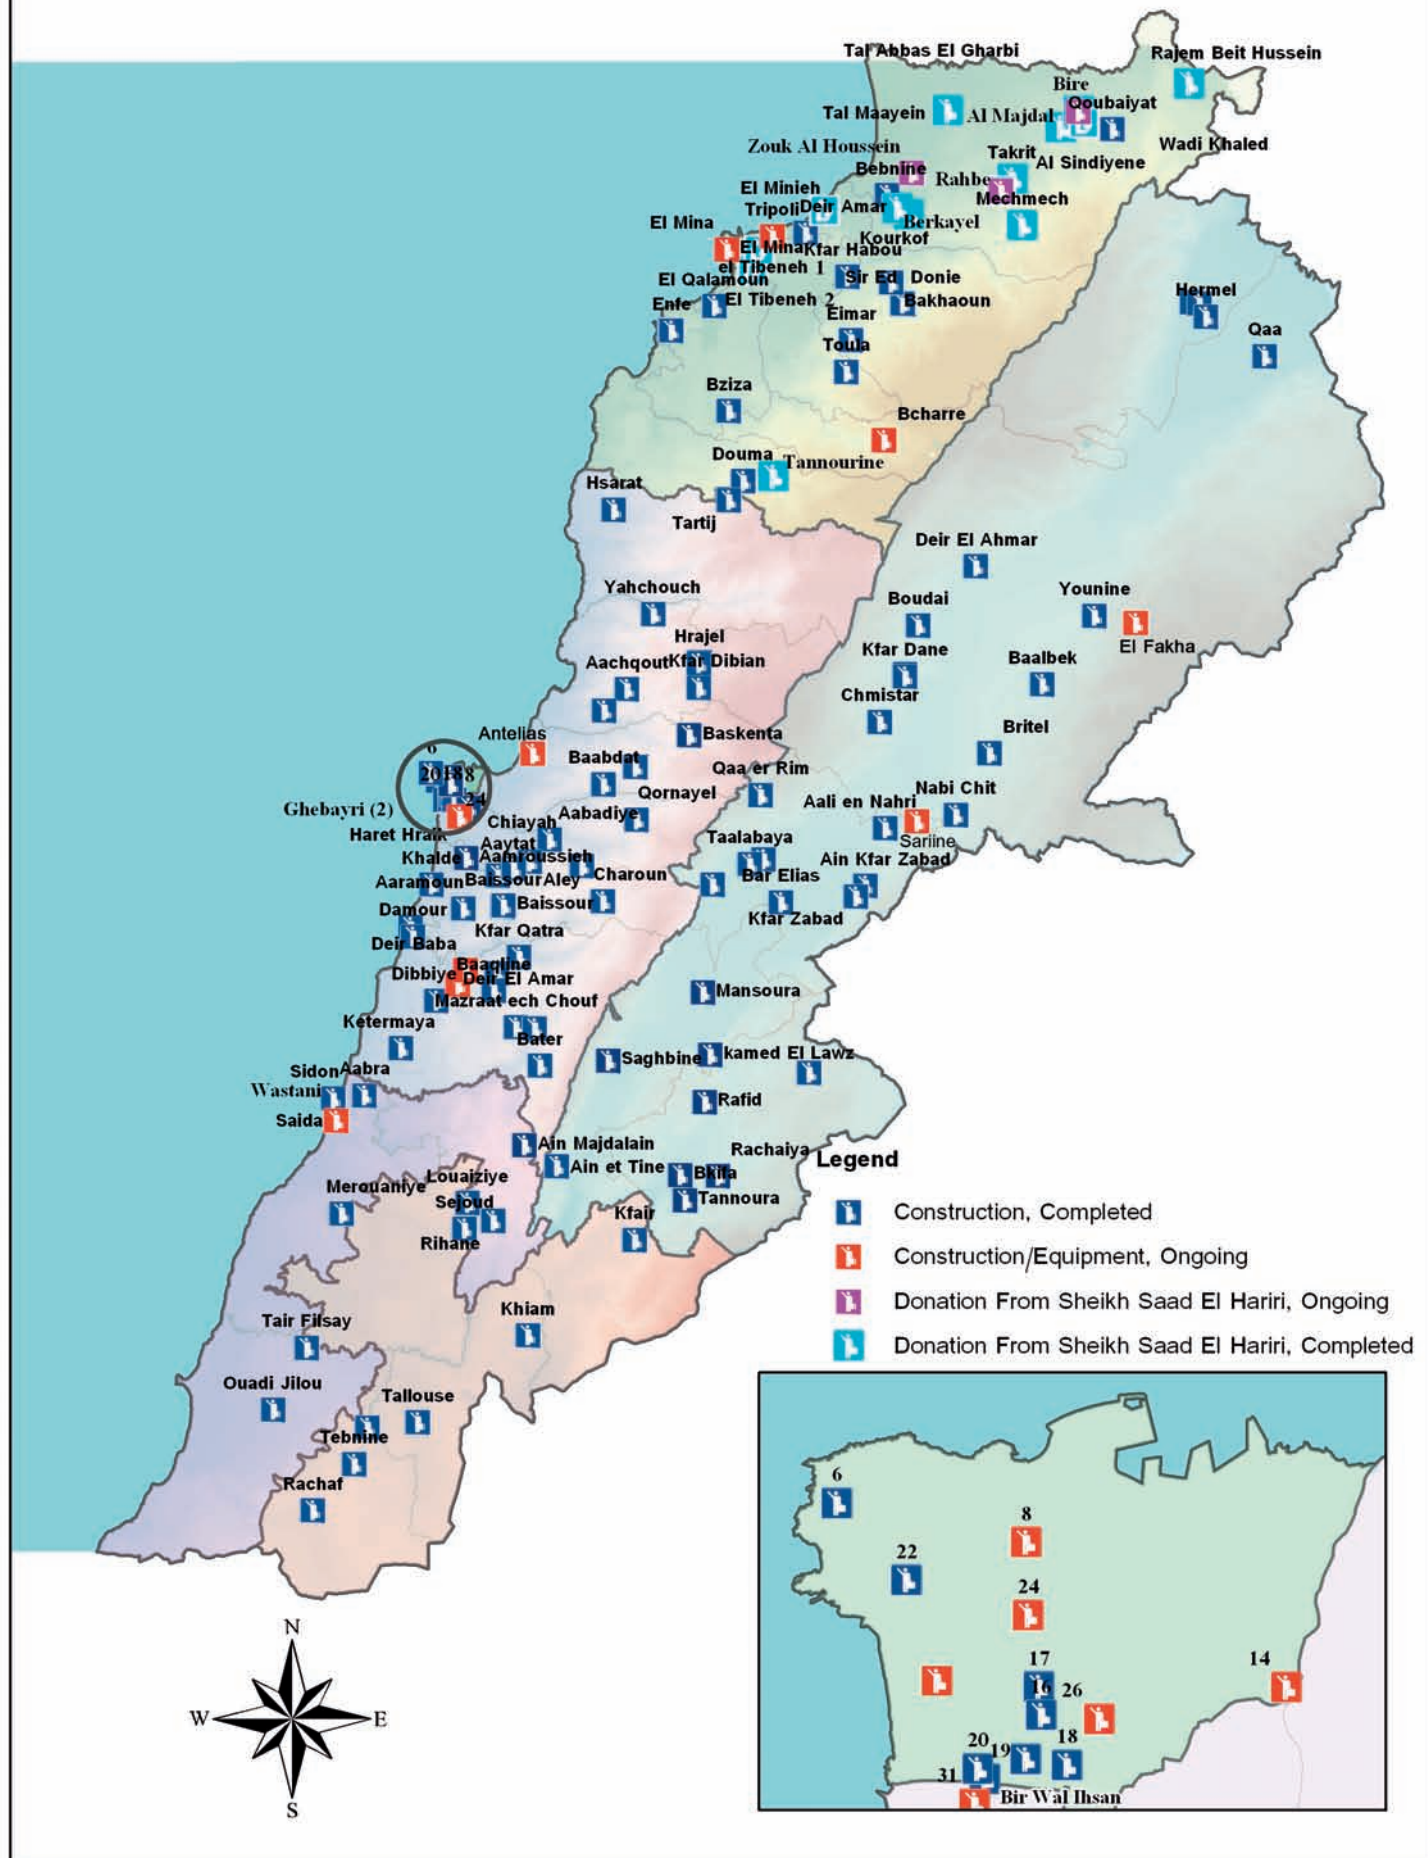 Tal Abbas El Gharbi
Rajem Beit Hussein
Bire
Qoubaiyat
Tal Maayein
Al Majdal
Zouk Al Houssein
Wadi Khaled
Takrit
Al Sindiyene
Bebnine
Rahbe
El Minieh
Mechmech
Tripoli
Deir Amar
El Mina
Berkayel
Kourkof
El Mina
Kfar Habou
el Tibeneh 1
El Qalamoun
Sir Ed Donie
Hermel
Enfe
El Tibeneh 2
Bakhaoun
Eimar
Qaa
Toula
Bziza
Bcharre
Douma
Tannourine
Hsarat
Tartij
Deir El Ahmar
Yahchouch
Younine
Boudai
Hrajel
El Fakha
Kfar Dane
Aachqout
Kfar Dibian
Baalbek
Chmistar
Britel
Antelias
Baskenta
6
Baabdat
Qaa er Rim
20188
24
Qornayel
Nabi Chit
Ghebayri (2)
Aali en Nahri
Aabadiye
Chiayah
Haret Hraik
Taalabaya
Sariine
Aaytat
Khalde
Aamroussieh
Ain Kfar Zabad
Aaramoun
Baissour
Aley
Charoun
Bar Elias
Damour
Baissour
Kfar Zabad
Kfar Qatra
Deir Baba
Baaqline
Dibbiye
Deir El Amar
Mansoura
Mazraat ech Chouf
Ketermaya
Bater
Saghbine
kamed El Lawz
Sidon
Aabra
Wastani
Rafid
Saida
Ain Majdalain
Rachaiya
Legend
Ain et Tine
Bkifa
Louaiziye
Merouaniye
Tannoura
Sejoud
Kfair
Construction, Completed
Rihane
Construction/Equipment, Ongoing
Khiam
Donation From Sheikh Saad El Hariri, Ongoing
Tair Filsay
Donation From Sheikh Saad El Hariri, Completed
Ouadi Jilou
Tallouse
Tebnine
Rachaf
6
8
22
24
17
14
16
26
20
19
18
31
Bir Wal Ihsan
N
W
E
S